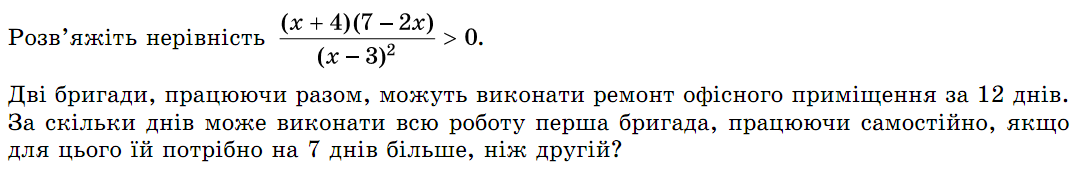 Розв’яжіть нерівність $\frac{(x + 4)(7 - 2x)}{(x - 3)^2} > 0.$
Дві бригади, працюючи разом, можуть виконати ремонт офісного приміщення за 12 днів.
За скільки днів може виконати всю роботу перша бригада, працюючи самостійно, якщо
для цього їй потрібно на 7 днів більше, ніж другій?